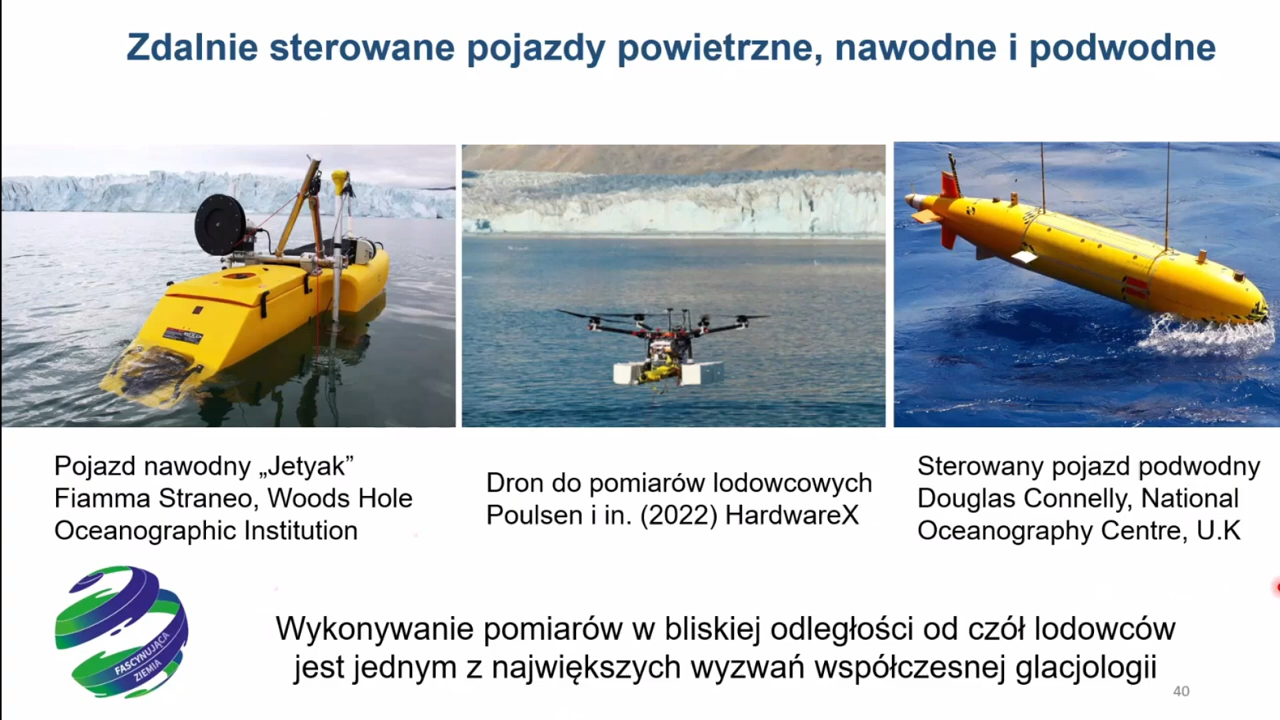 Zdalnie sterowane pojazdy powietrzne, nawodne i podwodne
Pojazd nawodny „Jetyak”
Fiamma Straneo, Woods Hole
Oceanographic Institution
Dron do pomiarów lodowcowych
Poulsen i in. (2022) HardwareX
Sterowany pojazd podwodny
Douglas Connelly, National
Oceanography Centre, U.K
FASCYNUJĄCA
ZIEMIA
Wykonywanie pomiarów w bliskiej odległości od czół lodowców
jest jednym z największych wyzwań współczesnej glacjologii
40